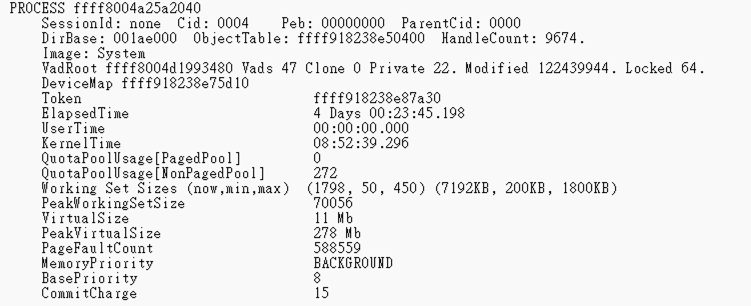 PROCESS ffff8004a25a2040
SessionId: none Cid: 0004 Peb: 00000000 ParentCid: 0000
DirBase: 001ae000 ObjectTable: ffff918238e50400 HandleCount: 9674.
Image: System
VadRoot ffff8004d1993480 Vads 47 Clone 0 Private 22. Modified 122439944. Locked 64.
DeviceMap ffff918238e75d10
Token ffff918238e87a30
ElapsedTime 4 Days 00:23:45.198
UserTime 00:00:00.000
KernelTime 08:52:39.296
QuotaPoolUsage[PagedPool] 0
QuotaPoolUsage[NonPagedPool] 272
Working Set Sizes (now,min,max) (1798, 50, 450) (7192KB, 200KB, 1800KB)
PeakWorkingSetSize 70056
VirtualSize 11 Mb
PeakVirtualSize 278 Mb
PageFaultCount 588559
MemoryPriority BACKGROUND
BasePriority 8
CommitCharge 15